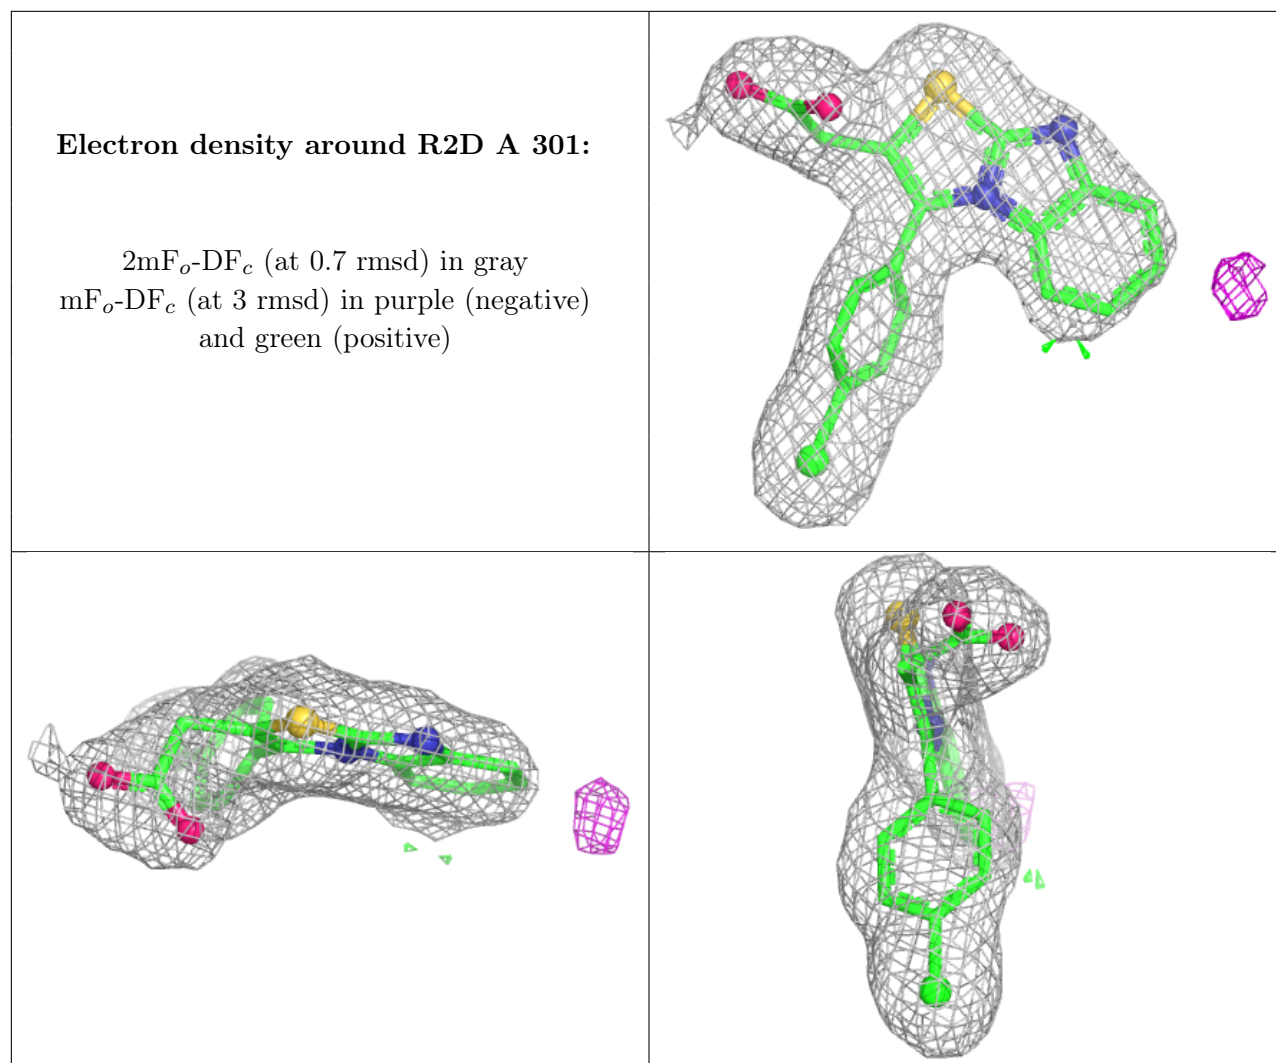 Electron density around R2D A 301:
2mFo-DFc (at 0.7 rmsd) in gray
mFo-DFc (at 3 rmsd) in purple (negative)
and green (positive)